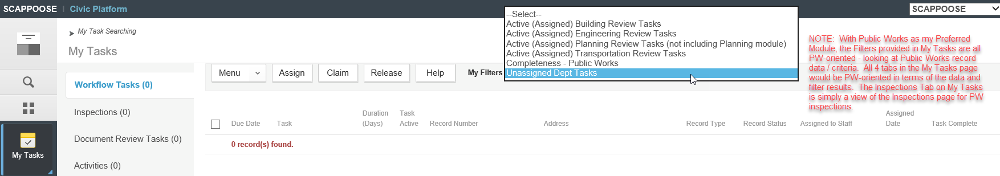 SCAPPOOSE | Civic Platform
SCAPPOOSE
My Task Searching
My Tasks
--Select--
Active (Assigned) Building Review Tasks
Active (Assigned) Engineering Review Tasks
Active (Assigned) Planning Review Tasks (not including Planning module)
Active (Assigned) Transportation Review Tasks
Completeness - Public Works
Unassigned Dept Tasks
NOTE: With Public Works as my Preferred
Module, the Filters provided in My Tasks are all
PW-oriented - looking at Public Works record
data / criteria. All 4 tabs in the My Tasks page
would be PW-oriented in terms of the data and
filter results. The Inspections Tab on My Tasks
is simply a view of the Inspections page for PW
inspections.
Menu Assign Claim Release Help My Filters
Workflow Tasks (0)
Inspections (0)
Document Review Tasks (0)
Activities (0)
My Tasks
Due Date Task Duration (Days) Task Active Record Number Address Record Type Record Status Assigned to Staff Assigned Date Task Complete
0 record(s) found.